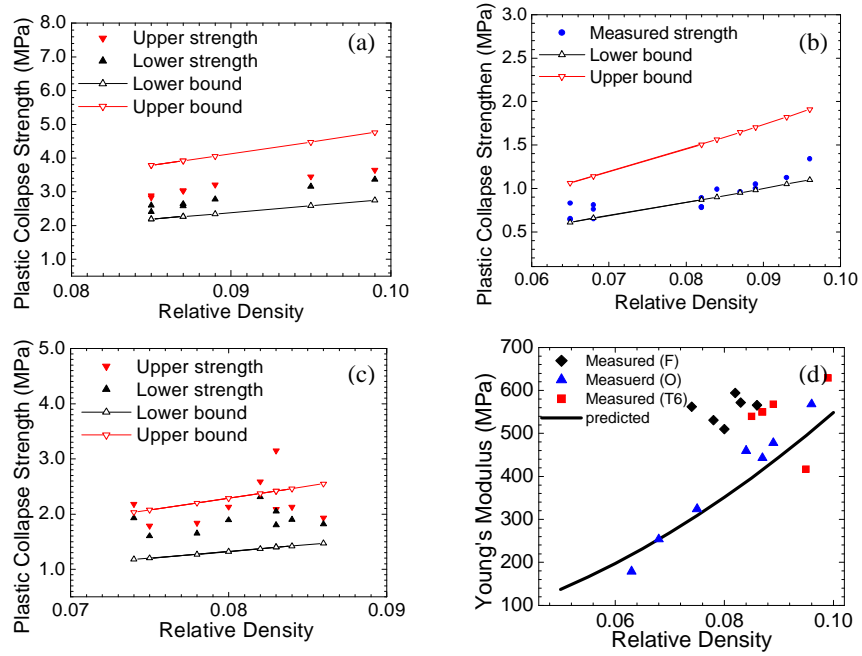 Plastic Collapse Strength (MPa)
8.0
7.0
6.0
5.0
4.0
3.0
2.0
1.0
Upper strength
Lower strength
Lower bound
Upper bound
(a)
0.08
0.09
0.10
Relative Density
Plastic Collapse Strengthen (MPa)
3.0
2.5
2.0
1.5
1.0
0.5
Measured strength
Lower bound
Upper bound
(b)
0.06
0.07
0.08
0.09
0.10
Relative Density
Plastic Collapse Strength (MPa)
5.0
4.0
3.0
2.0
1.0
Upper strength
Lower strength
Lower bound
Upper bound
(c)
0.07
0.08
0.09
Relative Density
Young's Modulus (MPa)
700
600
500
400
300
200
100
Measured (F)
Measuerd (O)
Measured (T6)
predicted
(d)
0.06
0.08
0.10
Relative Density